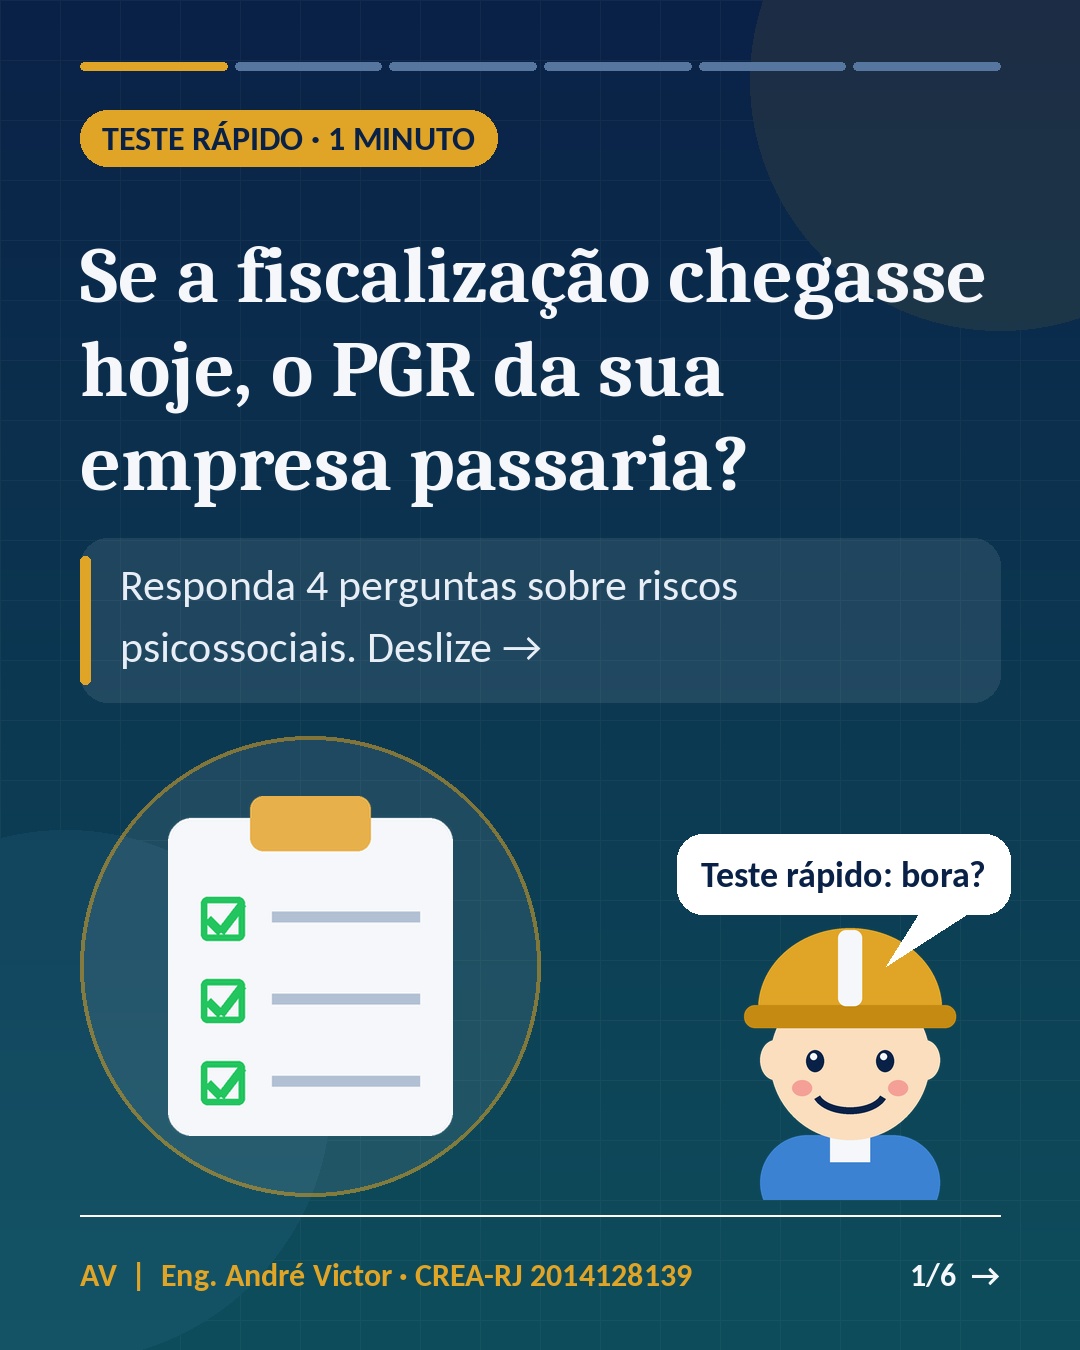 TESTE RÁPIDO · 1 MINUTO
Se a fiscalização chegasse
hoje, o PGR da sua
empresa passaria?
Responda 4 perguntas sobre riscos
psicossociais. Deslize →
Teste rápido: bora?
AV | Eng. André Victor · CREA-RJ 2014128139
1/6 →